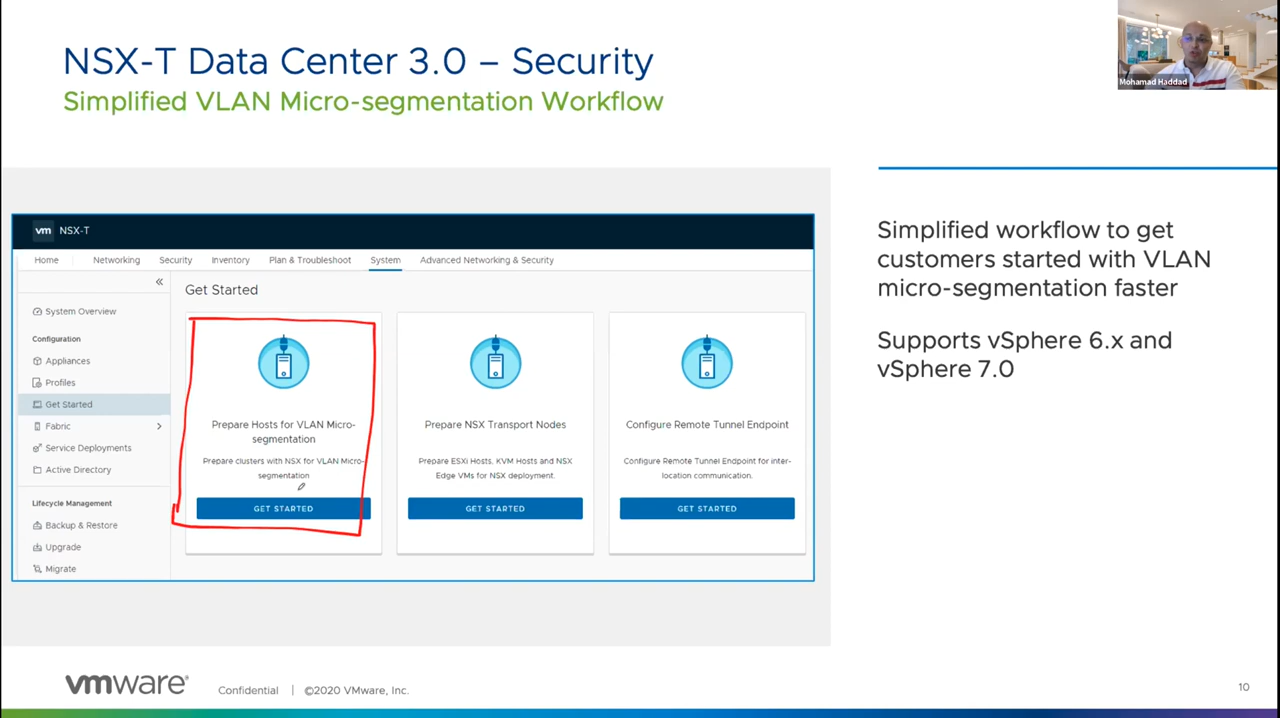 NSX-T Data Center 3.0 – Security
Simplified VLAN Micro-segmentation Workflow
Mohamad Haddad
vm NSX-T
Home Networking Security Inventory Plan & Troubleshoot System Advanced Networking & Security
«
System Overview
Configuration
Appliances
Profiles
Get Started
Fabric
Service Deployments
Active Directory
Lifecycle Management
Backup & Restore
Upgrade
Migrate
Get Started
Prepare Hosts for VLAN Micro-
segmentation
Prepare clusters with NSX for VLAN Micro-
segmentation
GET STARTED
Prepare NSX Transport Nodes
Prepare ESXi Hosts, KVM Hosts and NSX
Edge VMs for NSX deployment.
GET STARTED
Configure Remote Tunnel Endpoint
Configure Remote Tunnel Endpoint for inter-
location communication.
GET STARTED
Simplified workflow to get
customers started with VLAN
micro-segmentation faster
Supports vSphere 6.x and
vSphere 7.0
vmware® Confidential | ©2020 VMware, Inc.
10